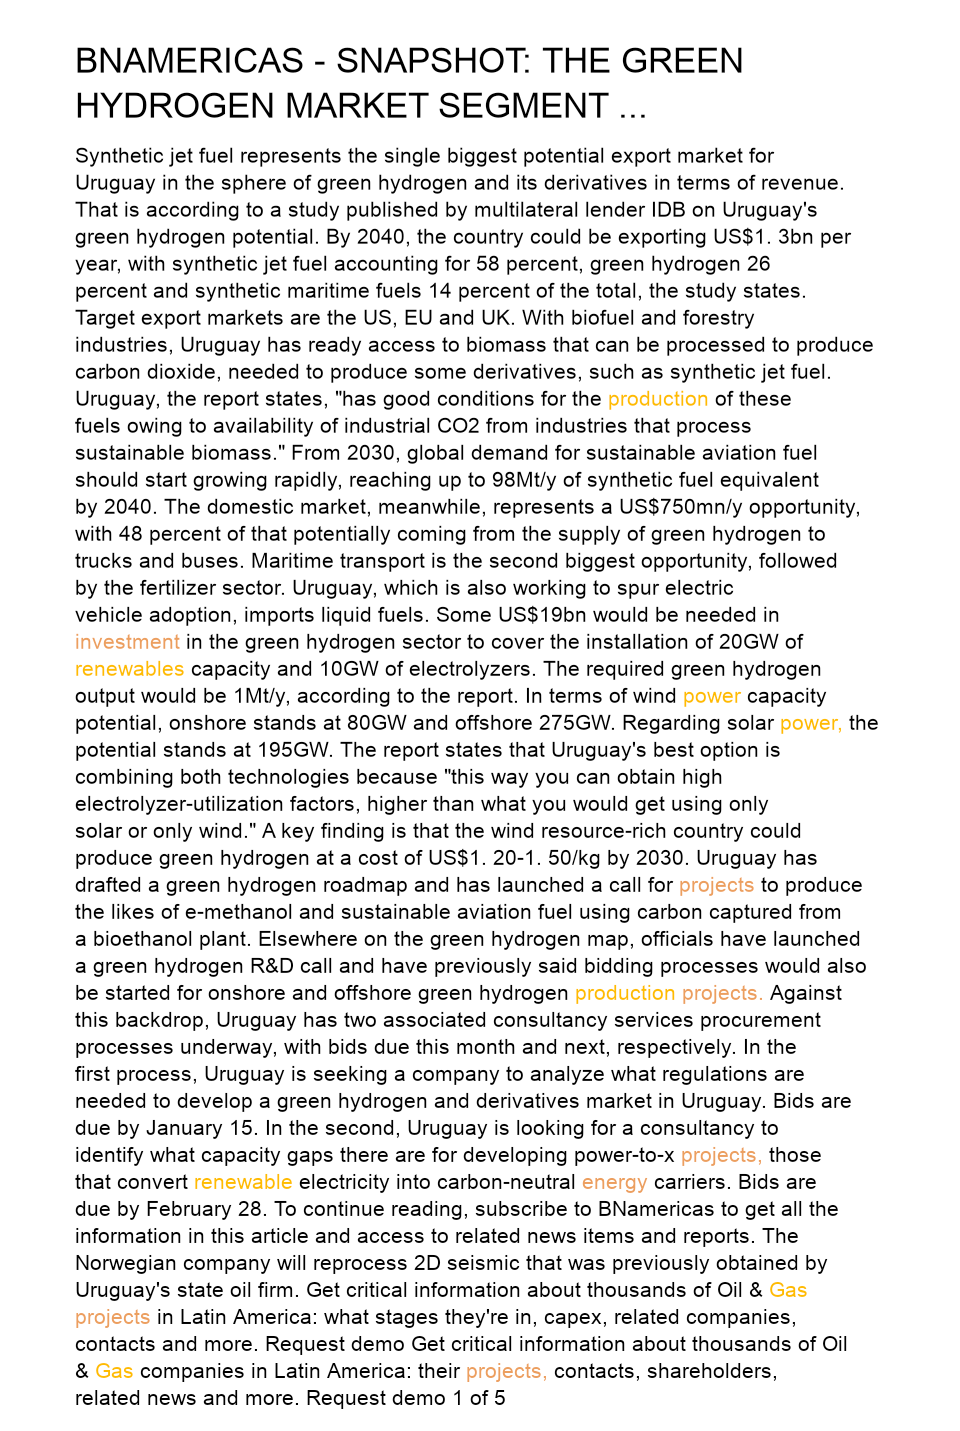 BNAMERICAS - SNAPSHOT: THE GREEN
HYDROGEN MARKET SEGMENT ...
Synthetic jet fuel represents the single biggest potential export market for
Uruguay in the sphere of green hydrogen and its derivatives in terms of revenue.
That is according to a study published by multilateral lender IDB on Uruguay's
green hydrogen potential. By 2040, the country could be exporting US$1. 3bn per
year, with synthetic jet fuel accounting for 58 percent, green hydrogen 26
percent and synthetic maritime fuels 14 percent of the total, the study states.
Target export markets are the US, EU and UK. With biofuel and forestry
industries, Uruguay has ready access to biomass that can be processed to produce
carbon dioxide, needed to produce some derivatives, such as synthetic jet fuel.
Uruguay, the report states, "has good conditions for the production of these
fuels owing to availability of industrial CO2 from industries that process
sustainable biomass." From 2030, global demand for sustainable aviation fuel
should start growing rapidly, reaching up to 98Mt/y of synthetic fuel equivalent
by 2040. The domestic market, meanwhile, represents a US$750mn/y opportunity,
with 48 percent of that potentially coming from the supply of green hydrogen to
trucks and buses. Maritime transport is the second biggest opportunity, followed
by the fertilizer sector. Uruguay, which is also working to spur electric
vehicle adoption, imports liquid fuels. Some US$19bn would be needed in
investment in the green hydrogen sector to cover the installation of 20GW of
renewables capacity and 10GW of electrolyzers. The required green hydrogen
output would be 1Mt/y, according to the report. In terms of wind power capacity
potential, onshore stands at 80GW and offshore 275GW. Regarding solar power, the
potential stands at 195GW. The report states that Uruguay's best option is
combining both technologies because "this way you can obtain high
electrolyzer-utilization factors, higher than what you would get using only
solar or only wind." A key finding is that the wind resource-rich country could
produce green hydrogen at a cost of US$1. 20-1. 50/kg by 2030. Uruguay has
drafted a green hydrogen roadmap and has launched a call for projects to produce
the likes of e-methanol and sustainable aviation fuel using carbon captured from
a bioethanol plant. Elsewhere on the green hydrogen map, officials have launched
a green hydrogen R&D call and have previously said bidding processes would also
be started for onshore and offshore green hydrogen production projects. Against
this backdrop, Uruguay has two associated consultancy services procurement
processes underway, with bids due this month and next, respectively. In the
first process, Uruguay is seeking a company to analyze what regulations are
needed to develop a green hydrogen and derivatives market in Uruguay. Bids are
due by January 15. In the second, Uruguay is looking for a consultancy to
identify what capacity gaps there are for developing power-to-x projects, those
that convert renewable electricity into carbon-neutral energy carriers. Bids are
due by February 28. To continue reading, subscribe to BNamericas to get all the
information in this article and access to related news items and reports. The
Norwegian company will reprocess 2D seismic that was previously obtained by
Uruguay's state oil firm. Get critical information about thousands of Oil & Gas
projects in Latin America: what stages they're in, capex, related companies,
contacts and more. Request demo Get critical information about thousands of Oil
& Gas companies in Latin America: their projects, contacts, shareholders,
related news and more. Request demo 1 of 5